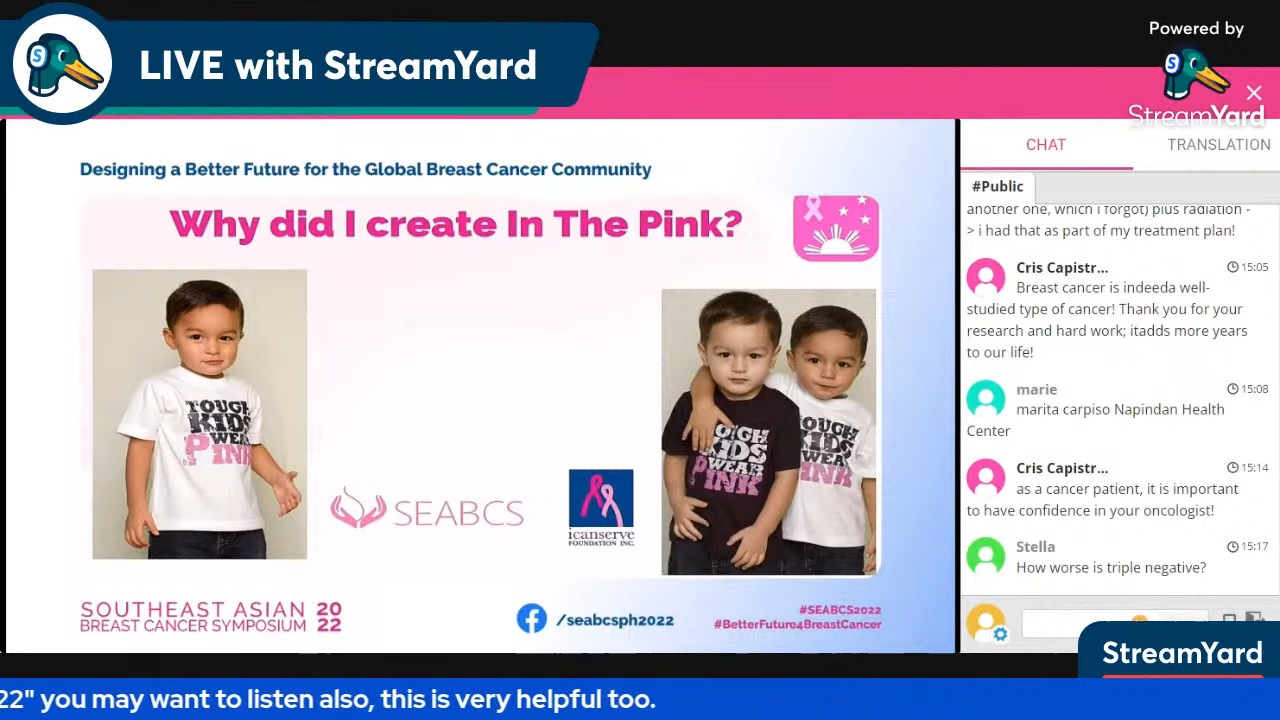 LIVE with StreamYard
Powered by
StreamYard
Designing a Better Future for the Global Breast Cancer Community
Why did I create In The Pink?
TOUGH
KIDS
WEAR
PINK
TOUGH
KIDS
WEAR
PINK
KIDS
WEA
PINK
SEABCS
icanserve
FOUNDATION INC.
SOUTHEAST ASIAN 20
BREAST CANCER SYMPOSIUM 22
/seabcsph2022
#SEABCS2022
#BetterFuture4BreastCancer
CHAT TRANSLATION
#Public
another one, which i forgot) plus radiation -
> i had that as part of my treatment plan!
Cris Capistr... 15:05
Breast cancer is indeeda well-
studied type of cancer! Thank you for your
research and hard work; itadds more years
to our life!
marie 15:08
marita carpiso Napindan Health
Center
Cris Capistr... 15:14
as a cancer patient, it is important
to have confidence in your oncologist!
Stella 15:17
How worse is triple negative?
StreamYard
22" you may want to listen also, this is very helpful too.